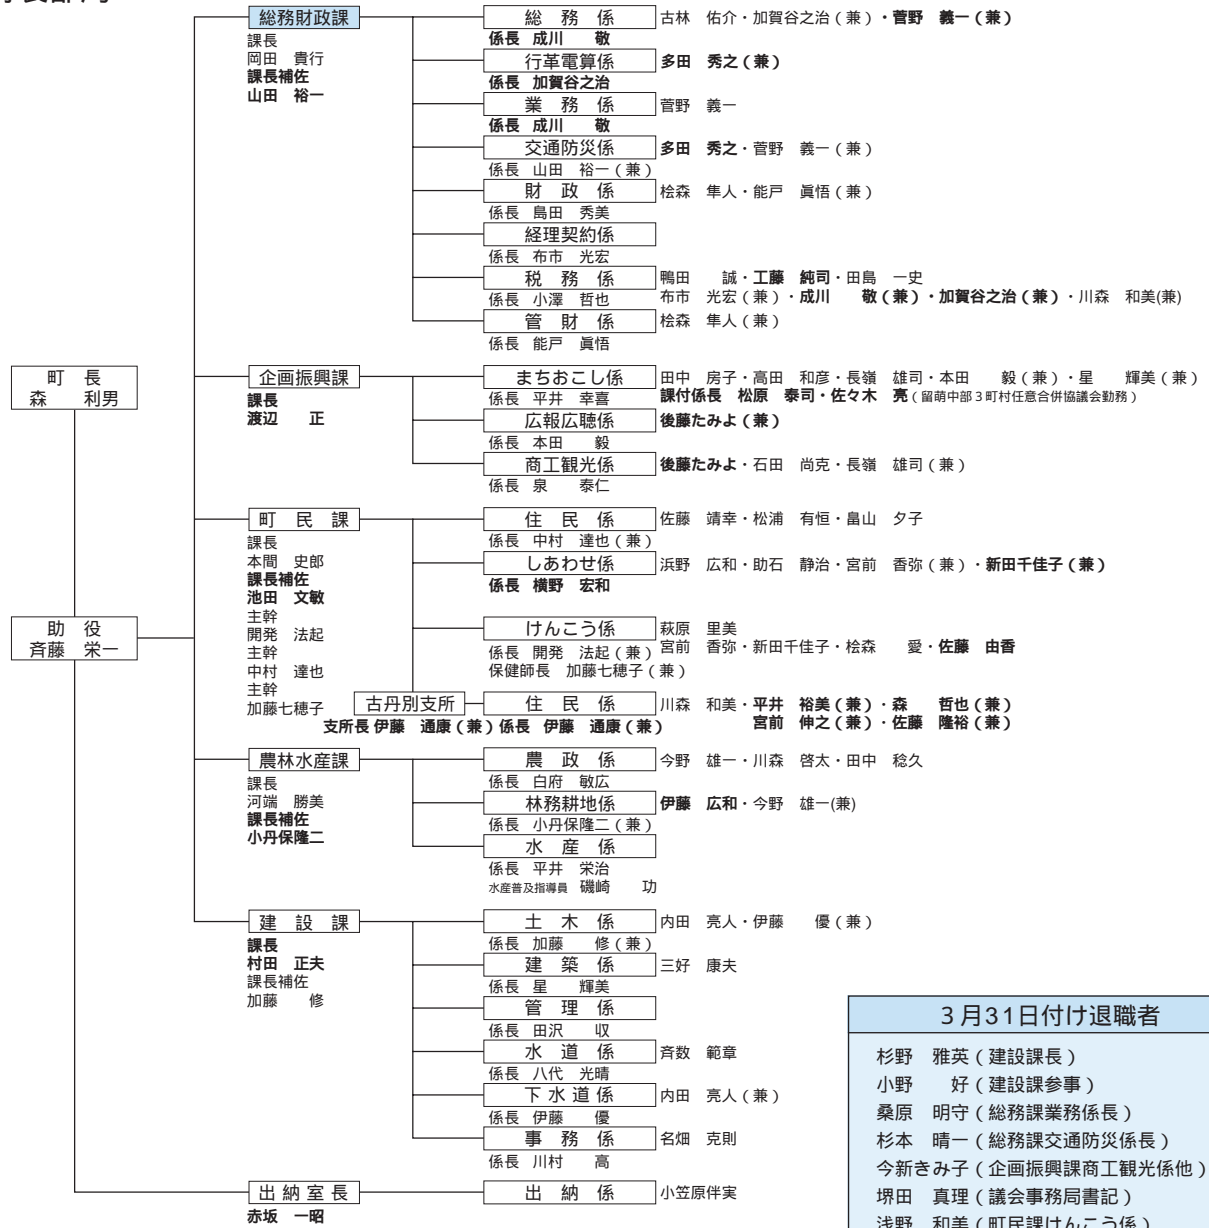 総務財政課
課長
岡田　貴行
課長補佐
山田　裕一
総　務　係　古林　佑介・加賀谷之治（兼）・菅野　義一（兼）
係長　成川　　敬
行革電算係　多田　秀之（兼）
係長　加賀谷之治
業　務　係　菅野　義一
係長　成川　　敬
交通防災係　多田　秀之・菅野　義一（兼）
係長　山田　裕一（兼）
財　政　係　桧森　隼人・能戸　眞悟（兼）
係長　島田　秀美
経理契約係
係長　布市　光宏
税　務　係　鴨田　　誠・工藤　純司・田島　一史
係長　小澤　哲也　布市　光宏（兼）・成川　　敬（兼）・加賀谷之治（兼）・川森　和美(兼)
管　財　係　桧森　隼人（兼）
係長　能戸　眞悟
町　長
森　　利男
助　役
斉藤　栄一
企画振興課
課長
渡辺　　正
まちおこし係　田中　房子・高田　和彦・長嶺　雄司・本田　　毅（兼）・星　　輝美（兼）
係長　平井　幸喜　課付係長　松原　泰司・佐々木　亮（留萌中部３町村任意合併協議会勤務）
広報広聴係　後藤たみよ（兼）
係長　本田　　毅
商工観光係　後藤たみよ・石田　尚克・長嶺　雄司（兼）
係長　泉　　泰仁
町　民　課
課長
本間　史郎
課長補佐
池田　文敏
主幹
開発　法起
主幹
中村　達也
主幹
加藤七穂子
住　民　係　佐藤　靖幸・松浦　有恒・畠山　夕子
係長　中村　達也（兼）
しあわせ係　浜野　広和・助石　静治・宮前　香弥（兼）・新田千佳子（兼）
係長　横野　宏和
けんこう係　萩原　里美
係長　開発　法起（兼）　宮前　香弥・新田千佳子・桧森　　愛・佐藤　由香
保健師長　加藤七穂子（兼）
古丹別支所　住　民　係　川森　和美・平井　裕美（兼）・森　　哲也（兼）
支所長 伊藤　通康（兼）係長　伊藤　通康（兼）　宮前　伸之（兼）・佐藤　隆裕（兼）
農林水産課
課長
河端　勝美
課長補佐
小丹保隆二
農　政　係　今野　雄一・川森　啓太・田中　稔久
係長　白府　敏広
林務耕地係　伊藤　広和・今野　雄一(兼)
係長　小丹保隆二（兼）
水　産　係
係長　平井　栄治
水産普及指導員　磯崎　　功
建　設　課
課長
村田　正夫
課長補佐
加藤　　修
土　木　係　内田　亮人・伊藤　　優（兼）
係長　加藤　　修（兼）
建　築　係　三好　康夫
係長　星　　輝美
管　理　係
係長　田沢　　収
水　道　係　斉数　範章
係長　八代　光晴
下 水 道 係　内田　亮人（兼）
係長　伊藤　　優
事　務　係　名畑　克則
係長　川村　　高
出 納 室 長
赤坂　一昭
出　納　係　小笠原伴実
３月31日付け退職者
杉野　雅英（建設課長）
小野　　好（建設課参事）
桑原　明守（総務課業務係長）
杉本　晴一（総務課交通防災係長）
今新きみ子（企画振興課商工観光係他）
堺田　真理（議会事務局書記）
浅野　和美（町民課けんこう係）